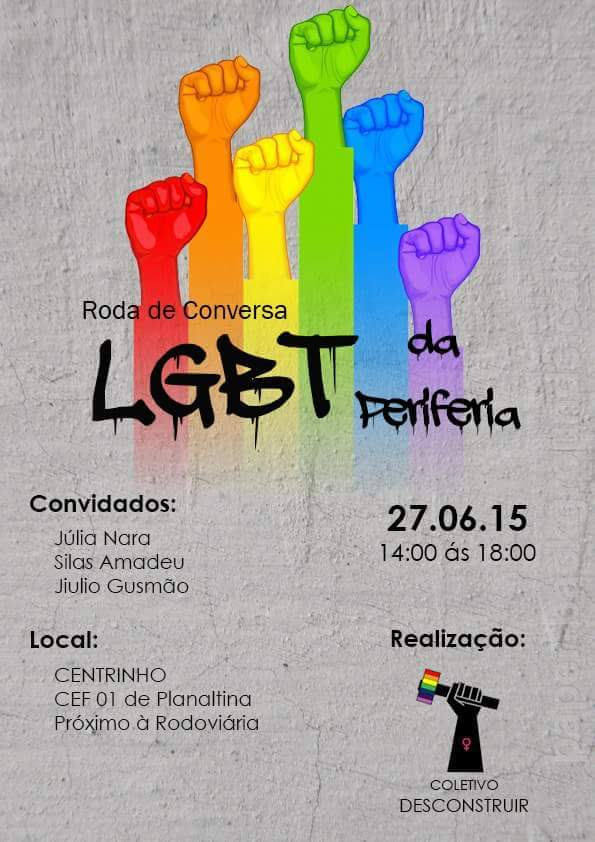 Roda de Conversa
LGBT da Periferia
Convidados:
Júlia Nara
Silas Amadeu
Jiulio Gusmão
27.06.15
14:00 ás 18:00
Local:
CENTRINHO
CEF 01 de Planaltina
Próximo à Rodoviária
Realização:
COLETIVO
DESCONSTRUIR